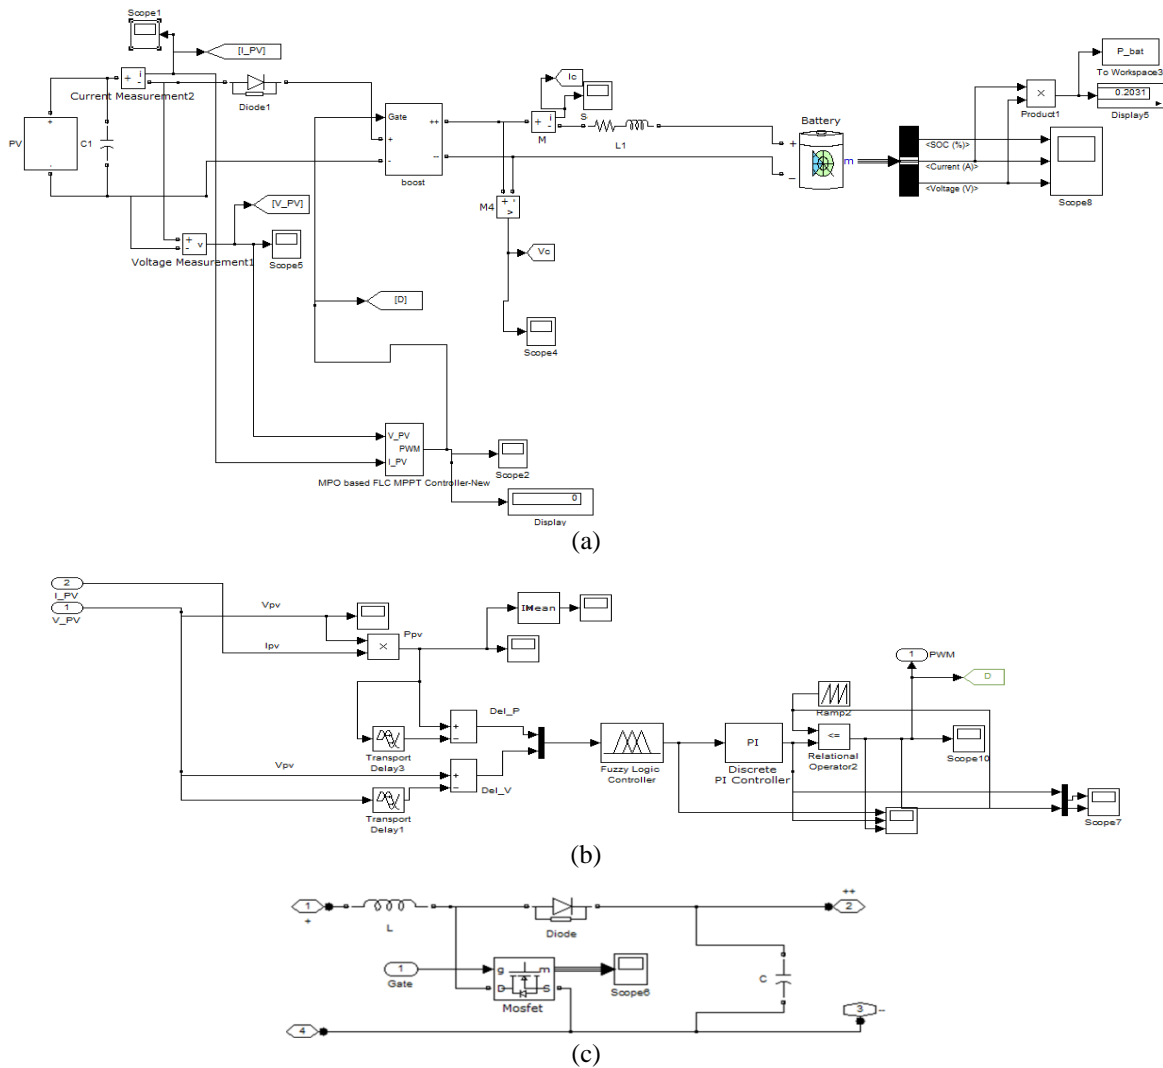 Scope1
[I_PV]
+ i -
Current Measurement2
Diode1
PV
+
-
C1
Gate
+
-
++
--
boost
Ic
S
+ i -
M
L1
Battery
+
m
−
<SOC (%)>
<Current (A)>
<Voltage (V)>
×
Product1
P_bat
To Workspace3
0.2031
Display5
Scope8
[V_PV]
+ v -
Voltage Measurement1
Scope5
M4
Vc
[D]
Scope4
V_PV
PWM
I_PV
MPO based FLC MPPT Controller-New
Scope2
0
Display
(a)
2
I_PV
1
V_PV
Vpv
Ipv
×
Ppv
Mean
Transport
Delay3
Vpv
Transport
Delay1
+
−
Del_P
+
−
Del_V
Fuzzy Logic
Controller
PI
Discrete
PI Controller
Ramp2
<=
Relational
Operator2
1
PWM
D
Scope10
Scope7
(b)
1
+
L
Diode
++
2
1
Gate
g
m
D
S
Mosfet
Scope6
C
3
--
4
(c)